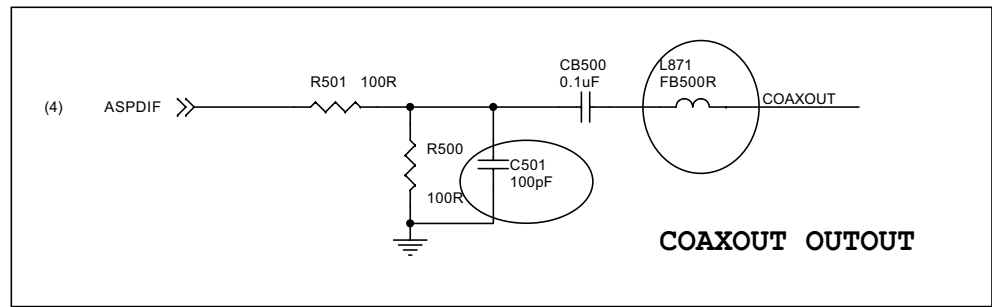 CB500
0.1uF
L871
FB500R
R501 100R
(4) ASPDIF
COAXOUT
R500
100R
C501
100pF
COAXOUT OUTOUT